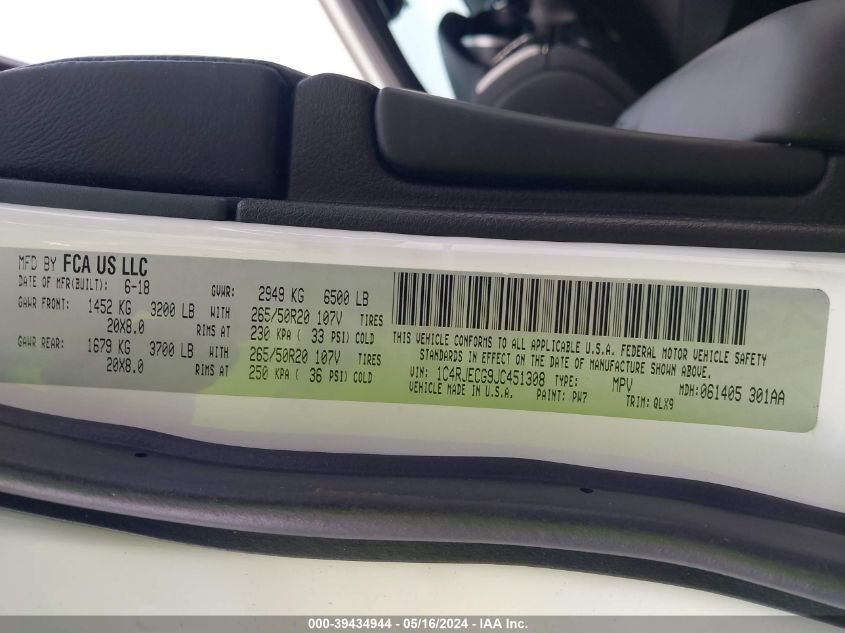 MFD BY FCA US LLC
DATE OF MFR(BUILT): 6-18 GVWR: 2949 KG 6500 LB
GAWR FRONT: 1452 KG 3200 LB WITH 265/50R20 107V TIRES
20X8.0 RIMS AT 230 KPA ( 33 PSI) COLD
GAWR REAR: 1679 KG 3700 LB WITH 265/50R20 107V TIRES
20X8.0 RIMS AT 250 KPA ( 36 PSI) COLD
THIS VEHICLE CONFORMS TO ALL APPLICABLE U.S.A. FEDERAL MOTOR VEHICLE SAFETY
STANDARDS IN EFFECT ON THE DATE OF MANUFACTURE SHOWN ABOVE.
VIN: 1C4RJECG9JC451308 TYPE: MPV MDH: 061405 301AA
VEHICLE MADE IN U.S.A. PAINT: PW7 TRIM: QLX9
000-39434944 - 05/16/2024 - IAA Inc.